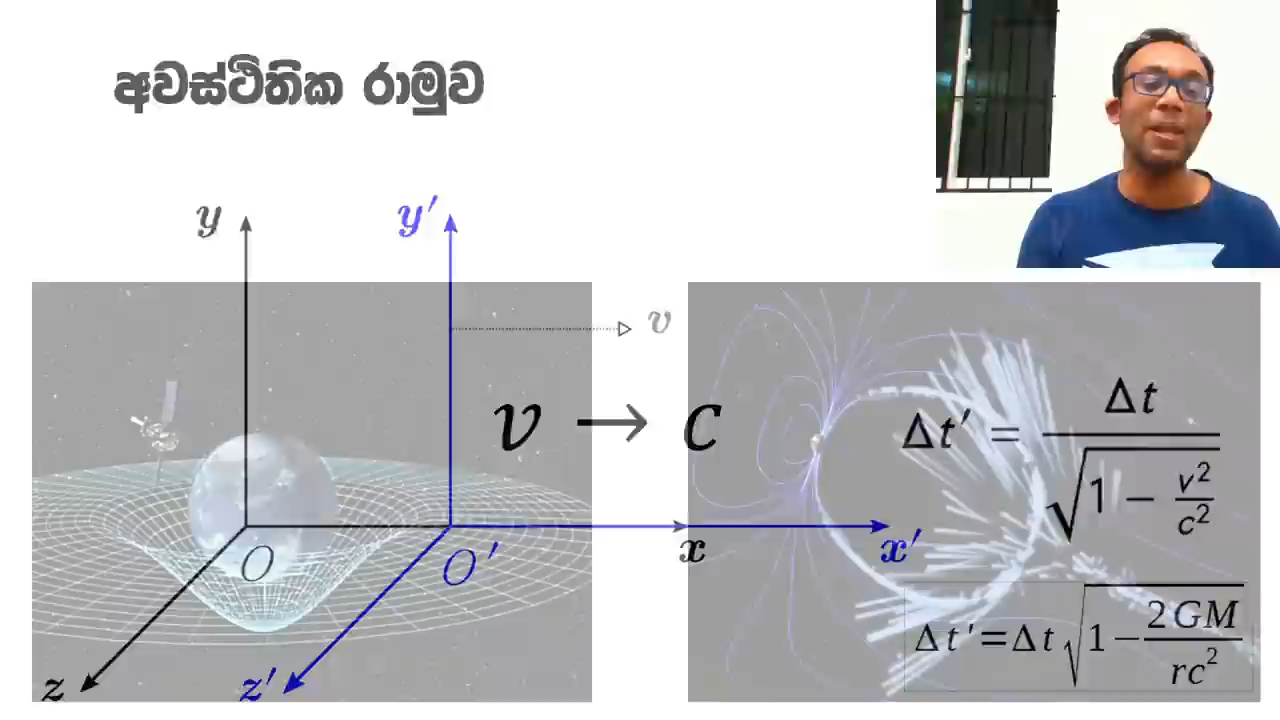 අවස්ථිතික රාමුව
y y′
v
v → c
Δt′ = Δt / √(1 − v²/c²)
O O′ x x′
Δt′=Δt √(1−2GM/rc²)
z z′